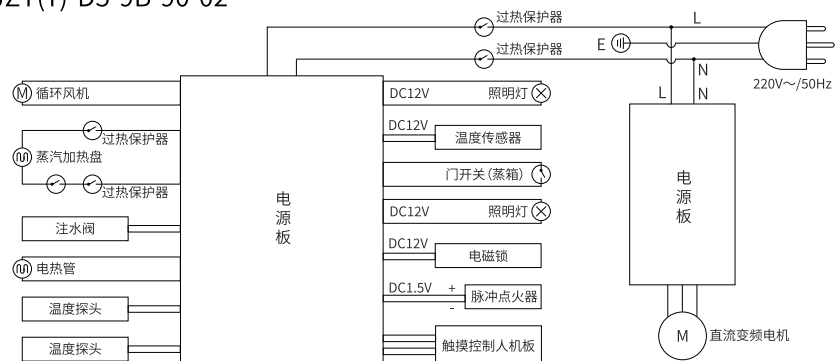 过热保护器
L
E
过热保护器
220V～/50Hz
N
L
N
M
循环风机
DC12V
照明灯
过热保护器
DC12V
温度传感器
蒸汽加热盘
过热保护器
门开关(蒸箱)
电源板
电源板
DC12V
照明灯
注水阀
DC12V
电磁锁
电热管
DC1.5V
+
-
脉冲点火器
温度探头
M
直流变频电机
温度探头
触摸控制人机板